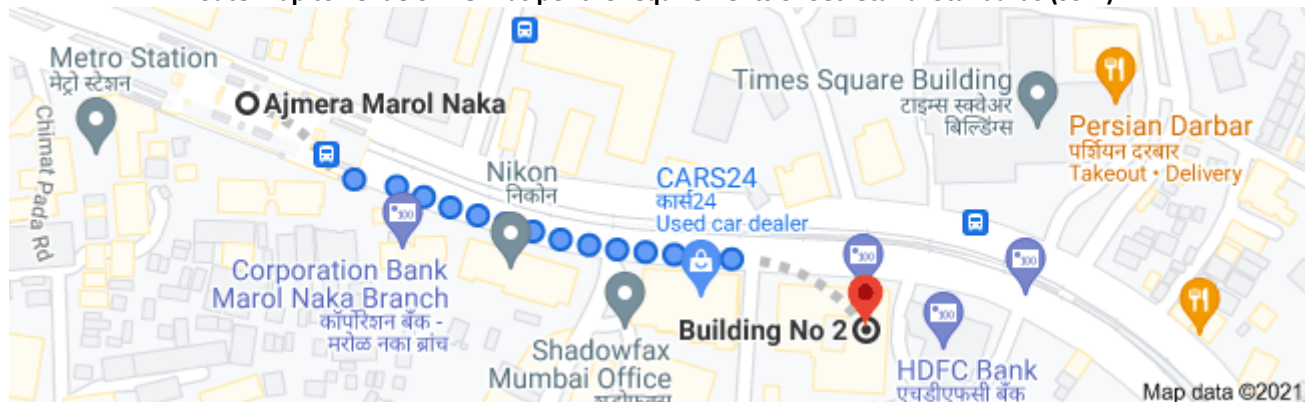 Metro Station
मेट्रो स्टेशन
Ajmera Marol Naka
Chimat Pada Rd
Nikon
निकोन
CARS24
कार्स24
Used car dealer
Times Square Building
टाइम्स स्क्वेअर
बिल्डिंग्स
Persian Darbar
पर्शियन दरबार
Takeout • Delivery
Corporation Bank
Marol Naka Branch
कॉर्पोरेशन बँक -
मरोळ नका ब्रांच
Shadowfax
Mumbai Office
Building No 2
HDFC Bank
एचडीएफसी बँक
Map data ©2021